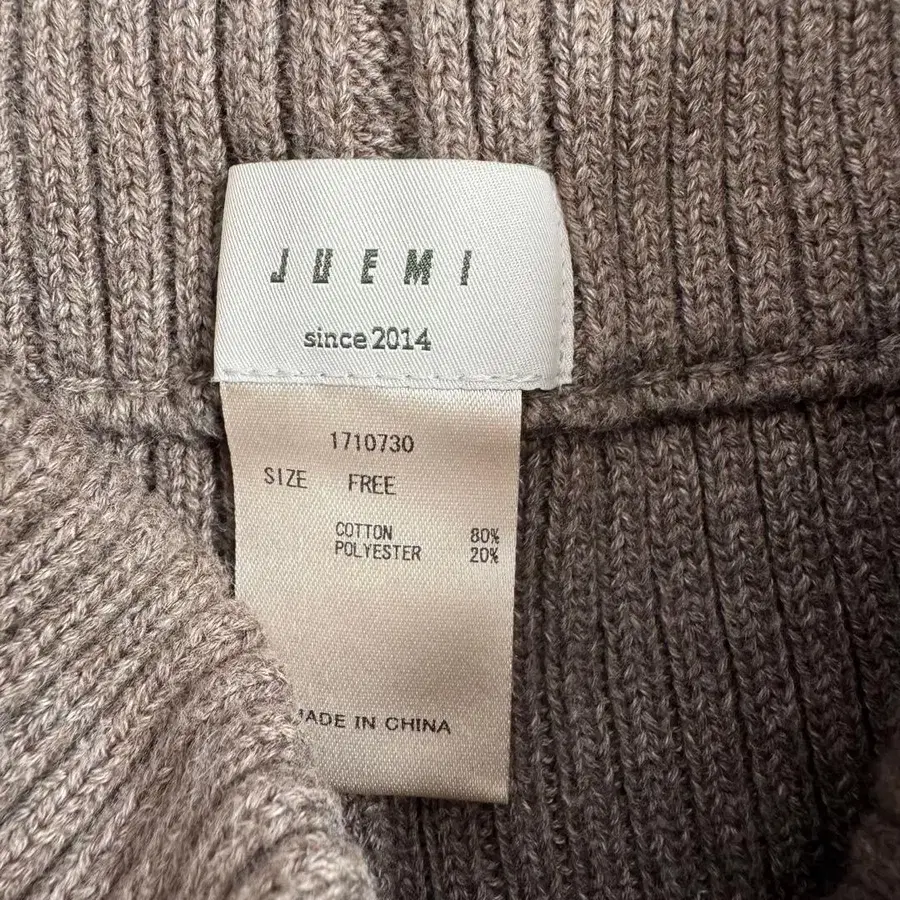 JUEMI
since 2014
1710730
SIZE FREE
COTTON 80%
POLYESTER 20%
MADE IN CHINA